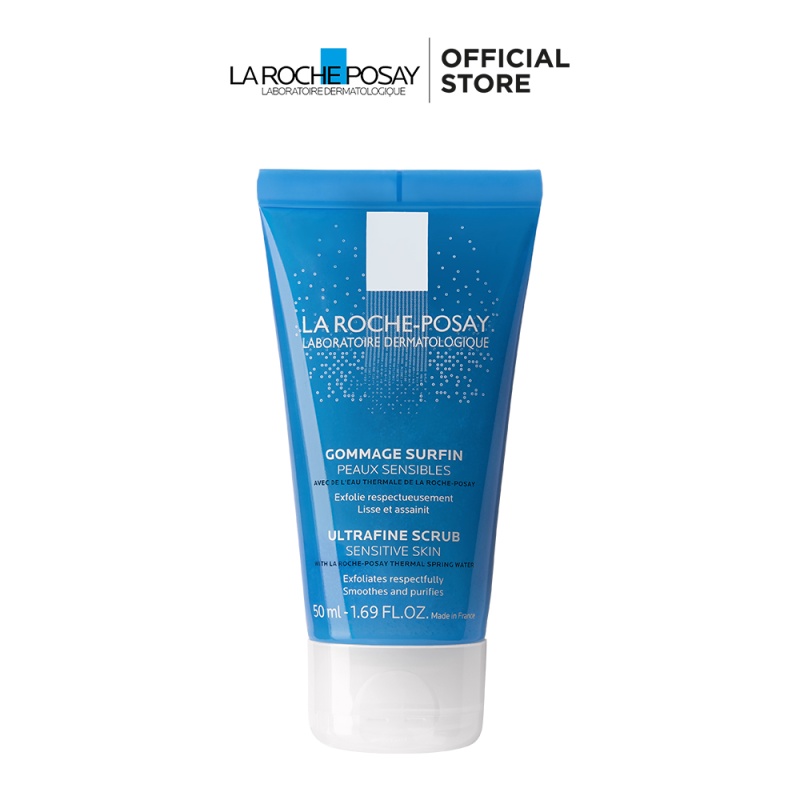 LA ROCHE POSAY
LABORATOIRE DERMATOLOGIQUE
OFFICIAL
STORE
LA ROCHE-POSAY
LABORATOIRE DERMATOLOGIQUE
GOMMAGE SURFIN
PEAUX SENSIBLES
AVEC DE L'EAU THERMALE DE LA ROCHE-POSAY
Exfolie respectueusement
Lisse et assainit
ULTRAFINE SCRUB
SENSITIVE SKIN
WITH LA ROCHE-POSAY THERMAL SPRING WATER
Exfoliates respectfully
Smoothes and purifies
50 ml - 1.69 FL.OZ. Made in France